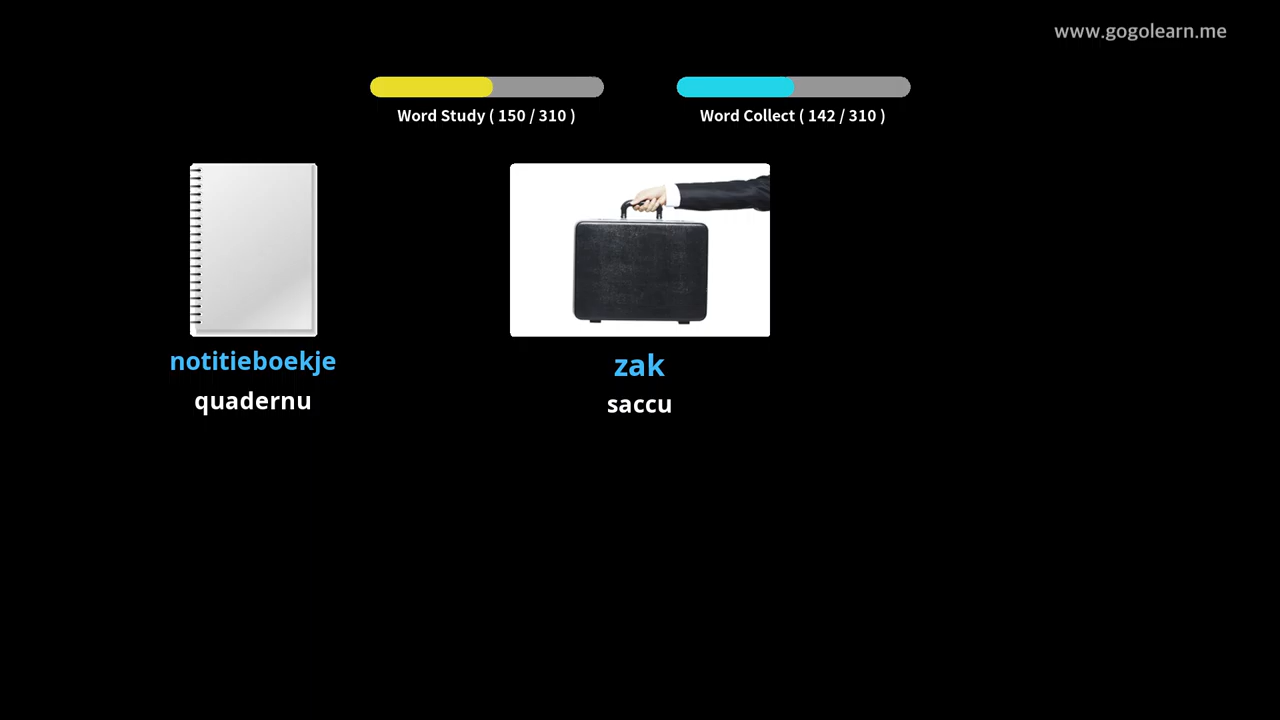 www.gogolearn.me
Word Study ( 150 / 310 )
Word Collect ( 142 / 310 )
notitieboekje
quadernu
zak
saccu